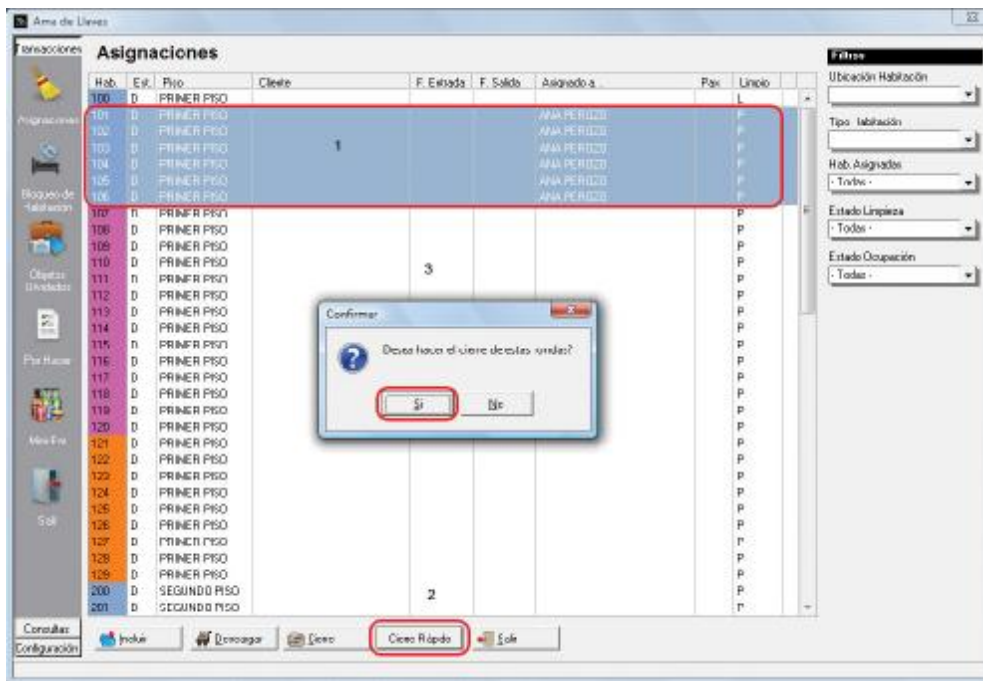 Ama de Llaves
Transacciones
Asignaciones
Hab. Est. Piso Cliente F. Entrada F. Salida Asignado a... Pax Limpio
100 D PRIMER PISO L
101 D PRIMER PISO ANA PEROZO P
102 D PRIMER PISO ANA PEROZO P
103 D PRIMER PISO 1 ANA PEROZO P
104 D PRIMER PISO ANA PEROZO P
105 D PRIMER PISO ANA PEROZO P
106 D PRIMER PISO ANA PEROZO P
107 D PRIMER PISO P
108 D PRIMER PISO P
109 D PRIMER PISO P
110 D PRIMER PISO P
111 D PRIMER PISO 3 P
112 D PRIMER PISO P
113 D PRIMER PISO P
114 D PRIMER PISO P
115 D PRIMER PISO P
116 D PRIMER PISO P
117 D PRIMER PISO P
118 D PRIMER PISO P
119 D PRIMER PISO P
120 D PRIMER PISO P
121 D PRIMER PISO P
122 D PRIMER PISO P
123 D PRIMER PISO P
124 D PRIMER PISO P
125 D PRIMER PISO P
126 D PRIMER PISO P
127 D PRIMER PISO P
128 D PRIMER PISO P
129 D PRIMER PISO P
200 D SEGUNDO PISO 2 P
201 D SEGUNDO PISO P
Asignaciones
Bloqueo de
Habitación
Objetos
Olvidados
Por Hacer
Mini Bar
Salir
Consultas
Configuración
Confirmar
Desea hacer el cierre de estas rondas?
Sí No
Incluir Descargar Cierre Cierre Rápido Salir
Filtros
Ubicación Habitación
Tipo Habitación
Hab. Asignadas
- Todas -
Estado Limpieza
- Todas -
Estado Ocupación
- Todas -